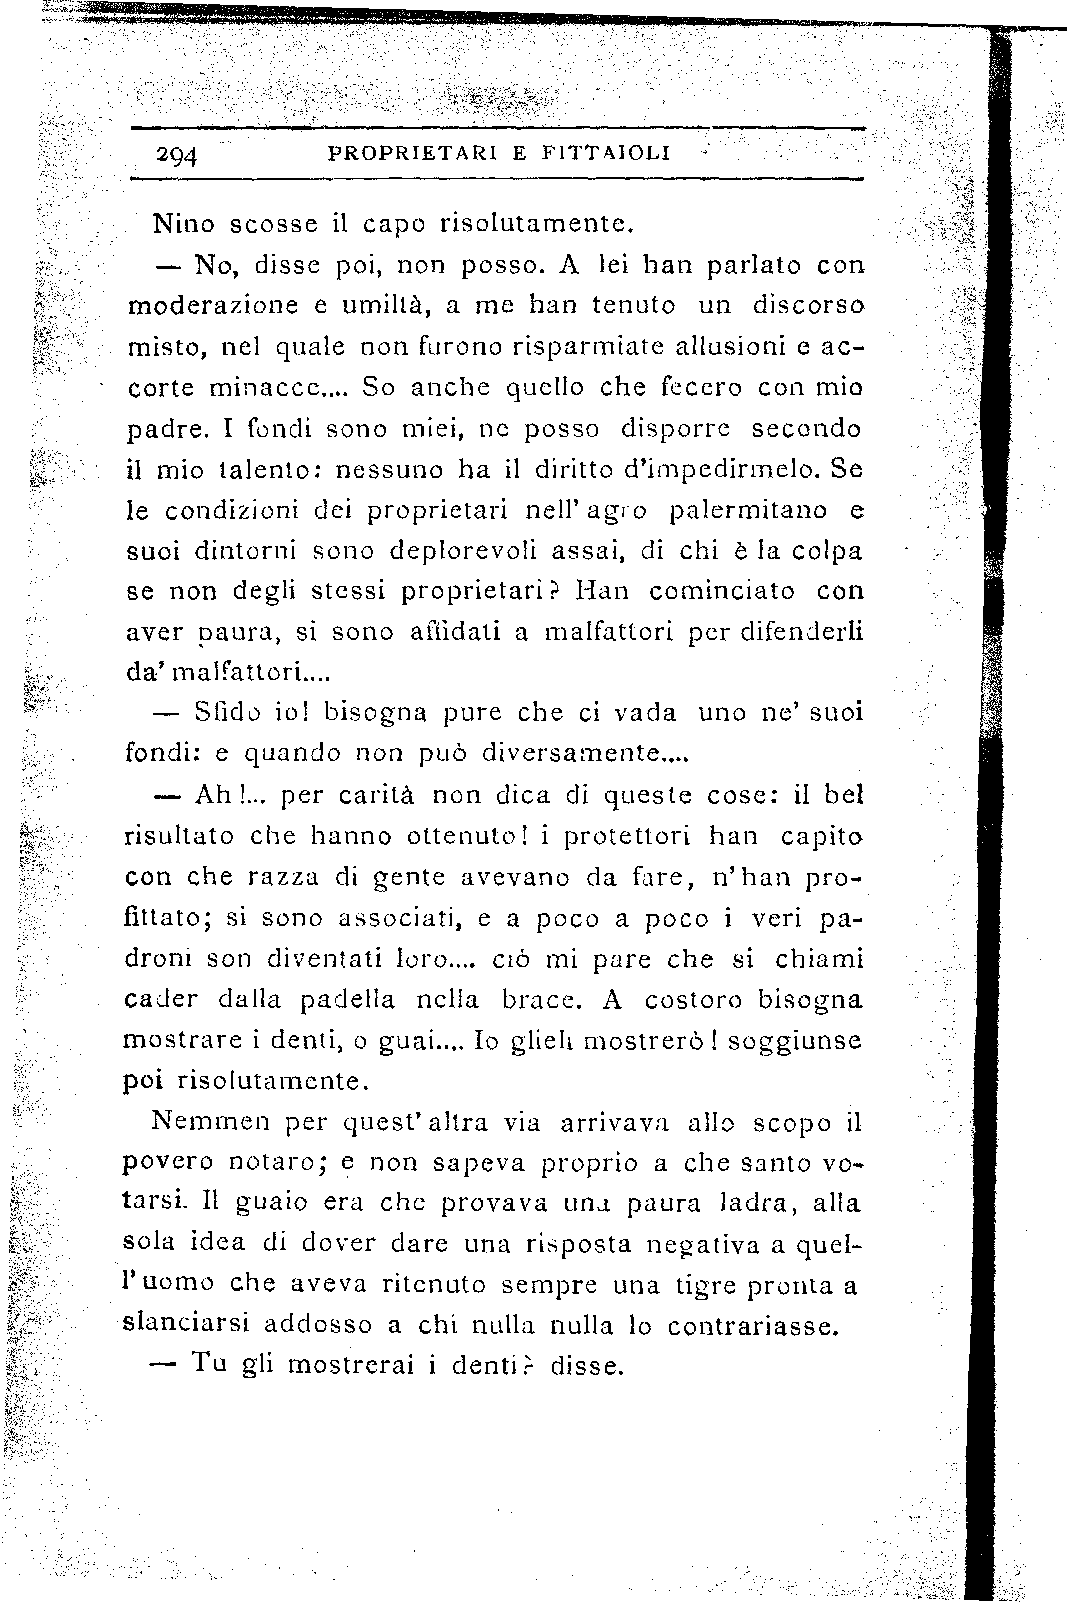 294 PROPRIETARI E FITTAIOLI
Nino scosse il capo risolutamente.
— No, disse poi, non posso. A lei han parlato con
moderazione e umiltà, a me han tenuto un discorso
misto, nel quale non furono risparmiate allusioni e ac-
corte minacce.... So anche quello che fecero con mio
padre. I fondi sono miei, ne posso disporre secondo
il mio talento: nessuno ha il diritto d'impedirmelo. Se
le condizioni dei proprietari nell' agro palermitano e
suoi dintorni sono deplorevoli assai, di chi è la colpa
se non degli stessi proprietari? Han cominciato con
aver paura, si sono affidati a malfattori per difenderli
da' malfattori....
— Sfido io! bisogna pure che ci vada uno ne' suoi
fondi: e quando non può diversamente....
— Ah!... per carità non dica di queste cose: il bel
risultato che hanno ottenuto! i protettori han capito
con che razza di gente avevano da fare, n'han pro-
fittato; si sono associati, e a poco a poco i veri pa-
droni son diventati loro.... ciò mi pare che si chiami
cader dalla padella nella brace. A costoro bisogna
mostrare i denti, o guai.... Io glieli mostrerò! soggiunse
poi risolutamente.
Nemmen per quest' altra via arrivava allo scopo il
povero notaro; e non sapeva proprio a che santo vo-
tarsi. Il guaio era che provava una paura ladra, alla
sola idea di dover dare una risposta negativa a quel-
l' uomo che aveva ritenuto sempre una tigre pronta a
slanciarsi addosso a chi nulla nulla lo contrariasse.
— Tu gli mostrerai i denti? disse.